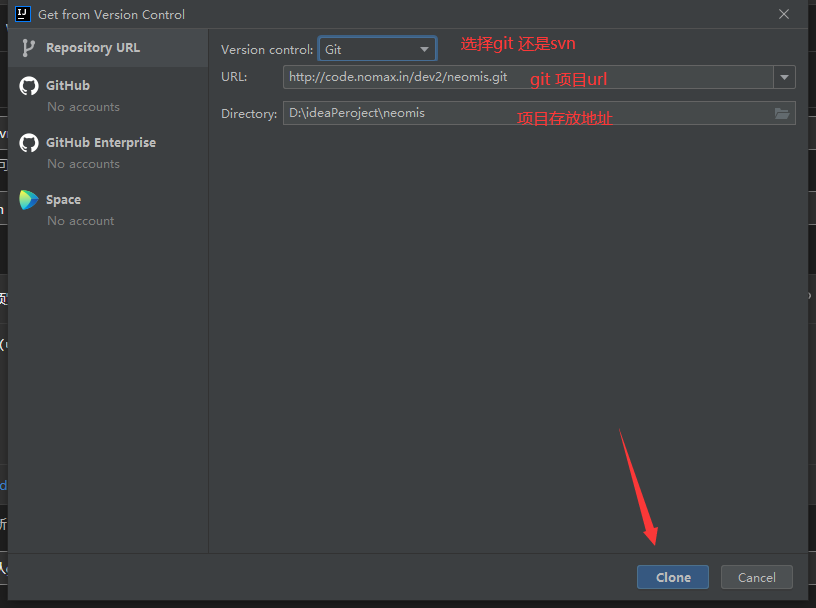 Get from Version Control
Repository URL
GitHub
No accounts
GitHub Enterprise
No accounts
Space
No account
Version control: Git 选择git 还是svn
URL: http://code.nomax.in/dev2/neomis.git git 项目url
Directory: D:\ideaPeroject\neomis 项目存放地址
Clone Cancel